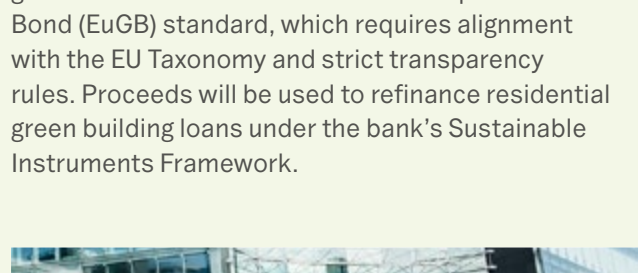 Bond (EuGB) standard, which requires alignment
with the EU Taxonomy and strict transparency
rules. Proceeds will be used to refinance residential
green building loans under the bank’s Sustainable
Instruments Framework.